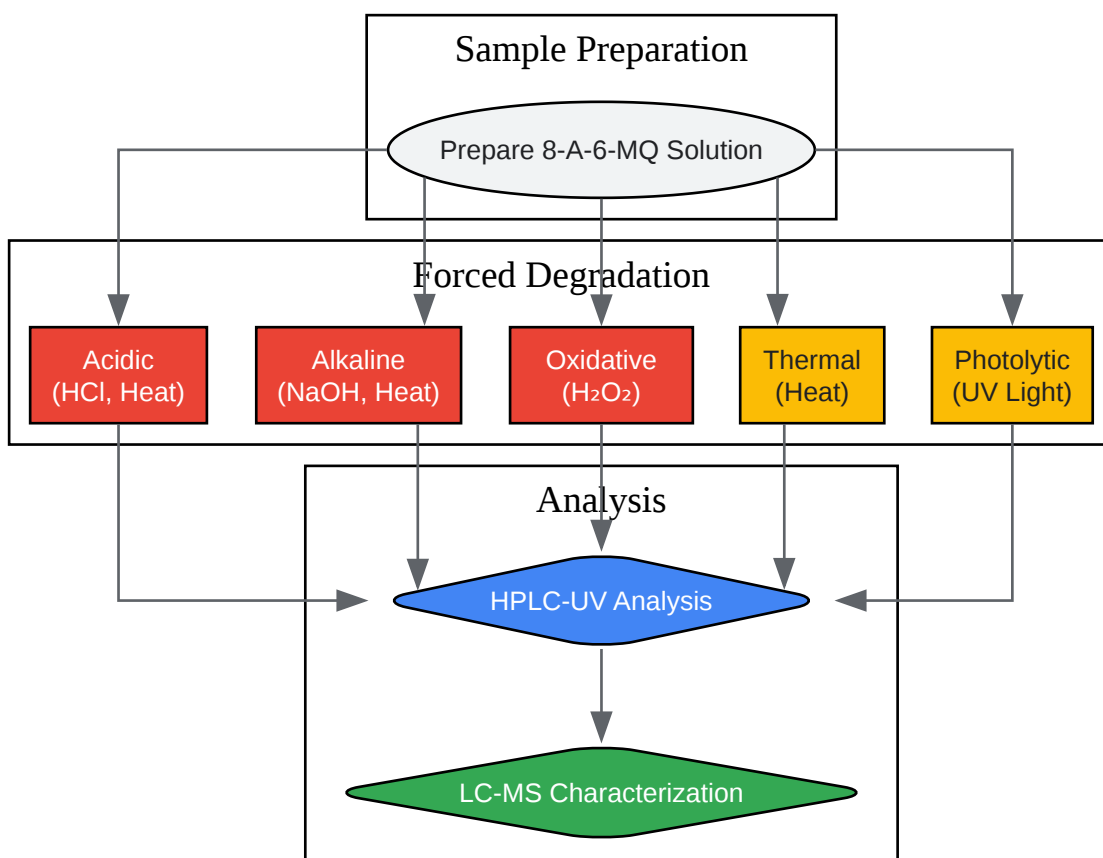 Sample Preparation
Prepare 8-A-6-MQ Solution
Forced Degradation
Acidic
(HCl, Heat)
Alkaline
(NaOH, Heat)
Oxidative
(H₂O₂)
Thermal
(Heat)
Photolytic
(UV Light)
Analysis
HPLC-UV Analysis
LC-MS Characterization